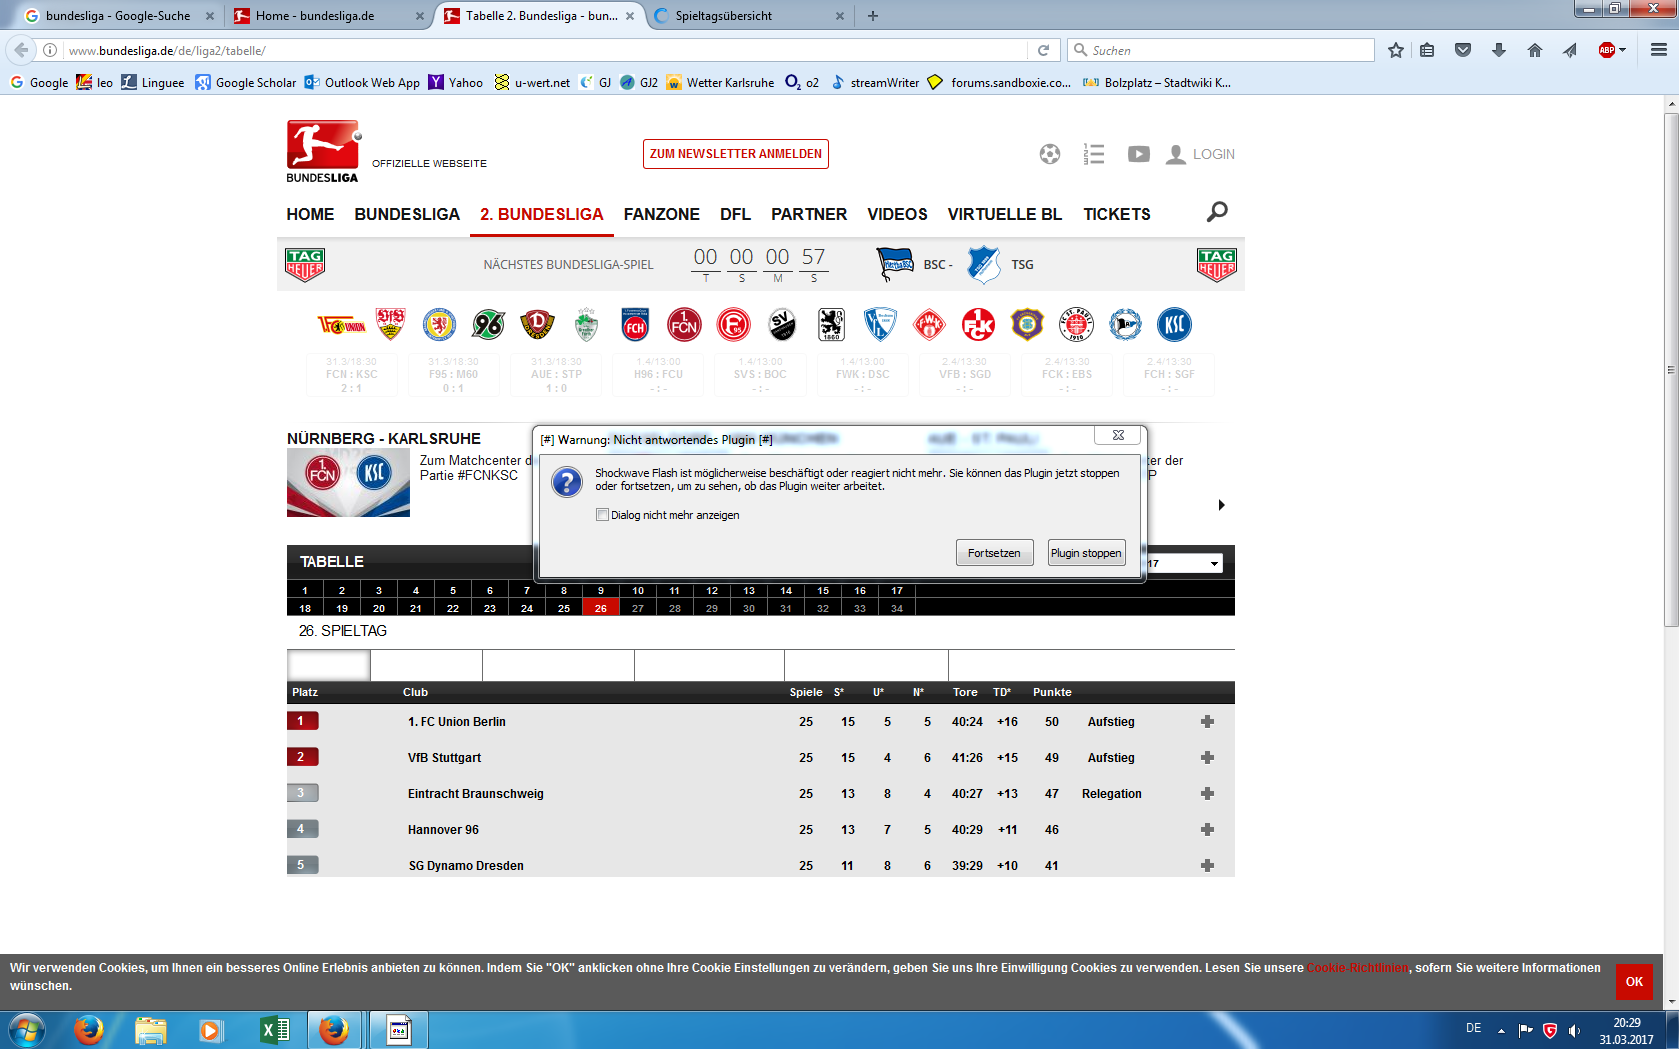 bundesliga - Google-Suche
Home - bundesliga.de
Tabelle 2. Bundesliga - bun...
Spieltagsübersicht
www.bundesliga.de/de/liga2/tabelle/
Suchen
ABP
Google
leo
Linguee
Google Scholar
Outlook Web App
Yahoo
u-wert.net
GJ
GJ2
Wetter Karlsruhe
o2
streamWriter
forums.sandboxie.co...
Bolzplatz – Stadtwiki K...
BUNDESLIGA
OFFIZIELLE WEBSEITE
ZUM NEWSLETTER ANMELDEN
LOGIN
HOME BUNDESLIGA 2. BUNDESLIGA FANZONE DFL PARTNER VIDEOS VIRTUELLE BL TICKETS
TAG HEUER
NÄCHSTES BUNDESLIGA-SPIEL
00 00 00 57
T S M S
BSC -
TSG
TAG HEUER
31.3/18:30 31.3/18:30 31.3/18:30 1.4/13:00 1.4/13:00 1.4/13:00 2.4/13:30 2.4/13:30 2.4/13:30
FCN : KSC F95 : M60 AUE : STP H96 : FCU SVS : BOC FWK : DSC VFB : SGD FCK : EBS FCH : SGF
2 : 1 0 : 1 1 : 0 - : - - : - - : - - : - - : - - : -
NÜRNBERG - KARLSRUHE
Zum Matchcenter d
Partie #FCNKSC
er der
P
[#] Warnung: Nicht antwortendes Plugin [#]
Shockwave Flash ist möglicherweise beschäftigt oder reagiert nicht mehr. Sie können das Plugin jetzt stoppen
oder fortsetzen, um zu sehen, ob das Plugin weiter arbeitet.
Dialog nicht mehr anzeigen
Fortsetzen
Plugin stoppen
TABELLE
17
1 2 3 4 5 6 7 8 9 10 11 12 13 14 15 16 17
18 19 20 21 22 23 24 25 26 27 28 29 30 31 32 33 34
26. SPIELTAG
Platz Club Spiele S* U* N* Tore TD* Punkte
1 1. FC Union Berlin 25 15 5 5 40:24 +16 50 Aufstieg
2 VfB Stuttgart 25 15 4 6 41:26 +15 49 Aufstieg
3 Eintracht Braunschweig 25 13 8 4 40:27 +13 47 Relegation
4 Hannover 96 25 13 7 5 40:29 +11 46
5 SG Dynamo Dresden 25 11 8 6 39:29 +10 41
Wir verwenden Cookies, um Ihnen ein besseres Online Erlebnis anbieten zu können. Indem Sie "OK" anklicken ohne Ihre Cookie Einstellungen zu verändern, geben Sie uns Ihre Einwilligung Cookies zu verwenden. Lesen Sie unsere Cookie-Richtlinien, sofern Sie weitere Informationen
wünschen.
OK
DE
20:29
31.03.2017